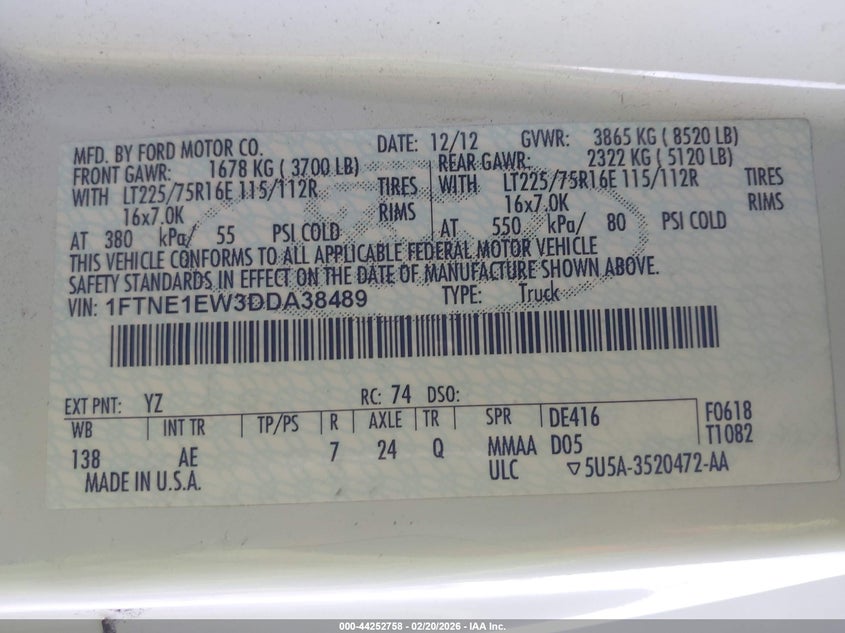 MFD. BY FORD MOTOR CO. DATE: 12/12 GVWR: 3865 KG ( 8520 LB)
FRONT GAWR: 1678 KG ( 3700 LB) REAR GAWR: 2322 KG ( 5120 LB)
WITH LT225/75R16E 115/112R TIRES WITH LT225/75R16E 115/112R TIRES
16x7.0K RIMS 16x7.0K RIMS
AT 380 kPa/ 55 PSI COLD AT 550 kPa/ 80 PSI COLD
THIS VEHICLE CONFORMS TO ALL APPLICABLE FEDERAL MOTOR VEHICLE
SAFETY STANDARDS IN EFFECT ON THE DATE OF MANUFACTURE SHOWN ABOVE.
VIN: 1FTNE1EW3DDA38489 TYPE: Truck
EXT PNT: YZ RC: 74 DSO:
WB INT TR TP/PS R AXLE TR SPR DE416 F0618
138 AE 7 24 Q MMAA D05 T1082
MADE IN U.S.A. ULC ▽5U5A-3520472-AA
000-44252758 - 02/20/2026 - IAA Inc.